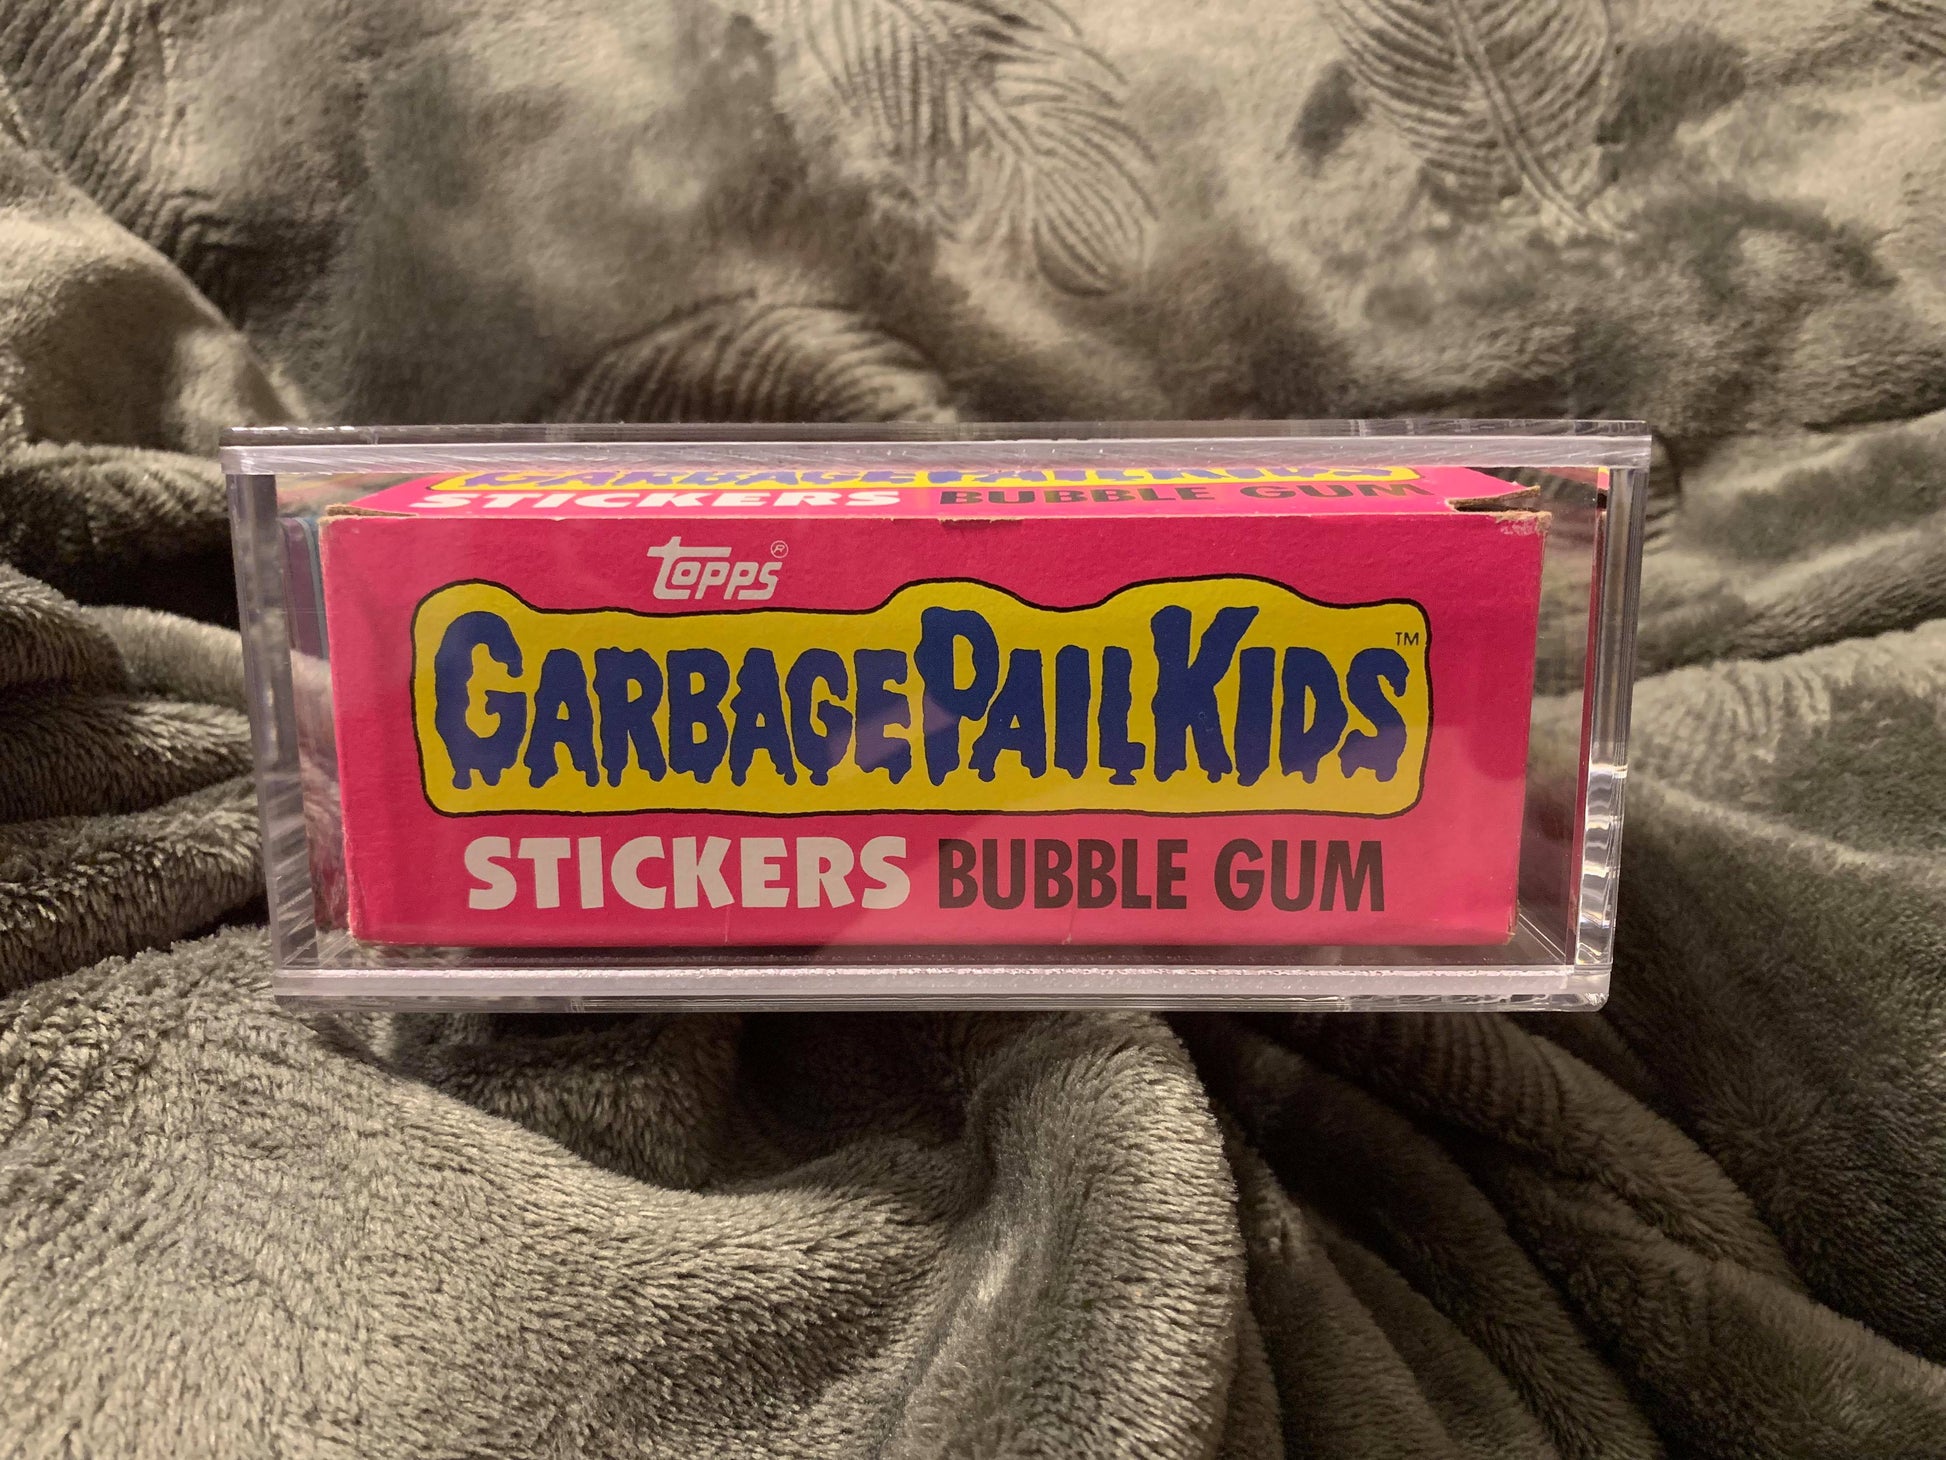 GARBAGE PAIL KIDS
STICKERS BUBBLE GUM
topps®
GARBAGE PAIL KIDS™
STICKERS BUBBLE GUM